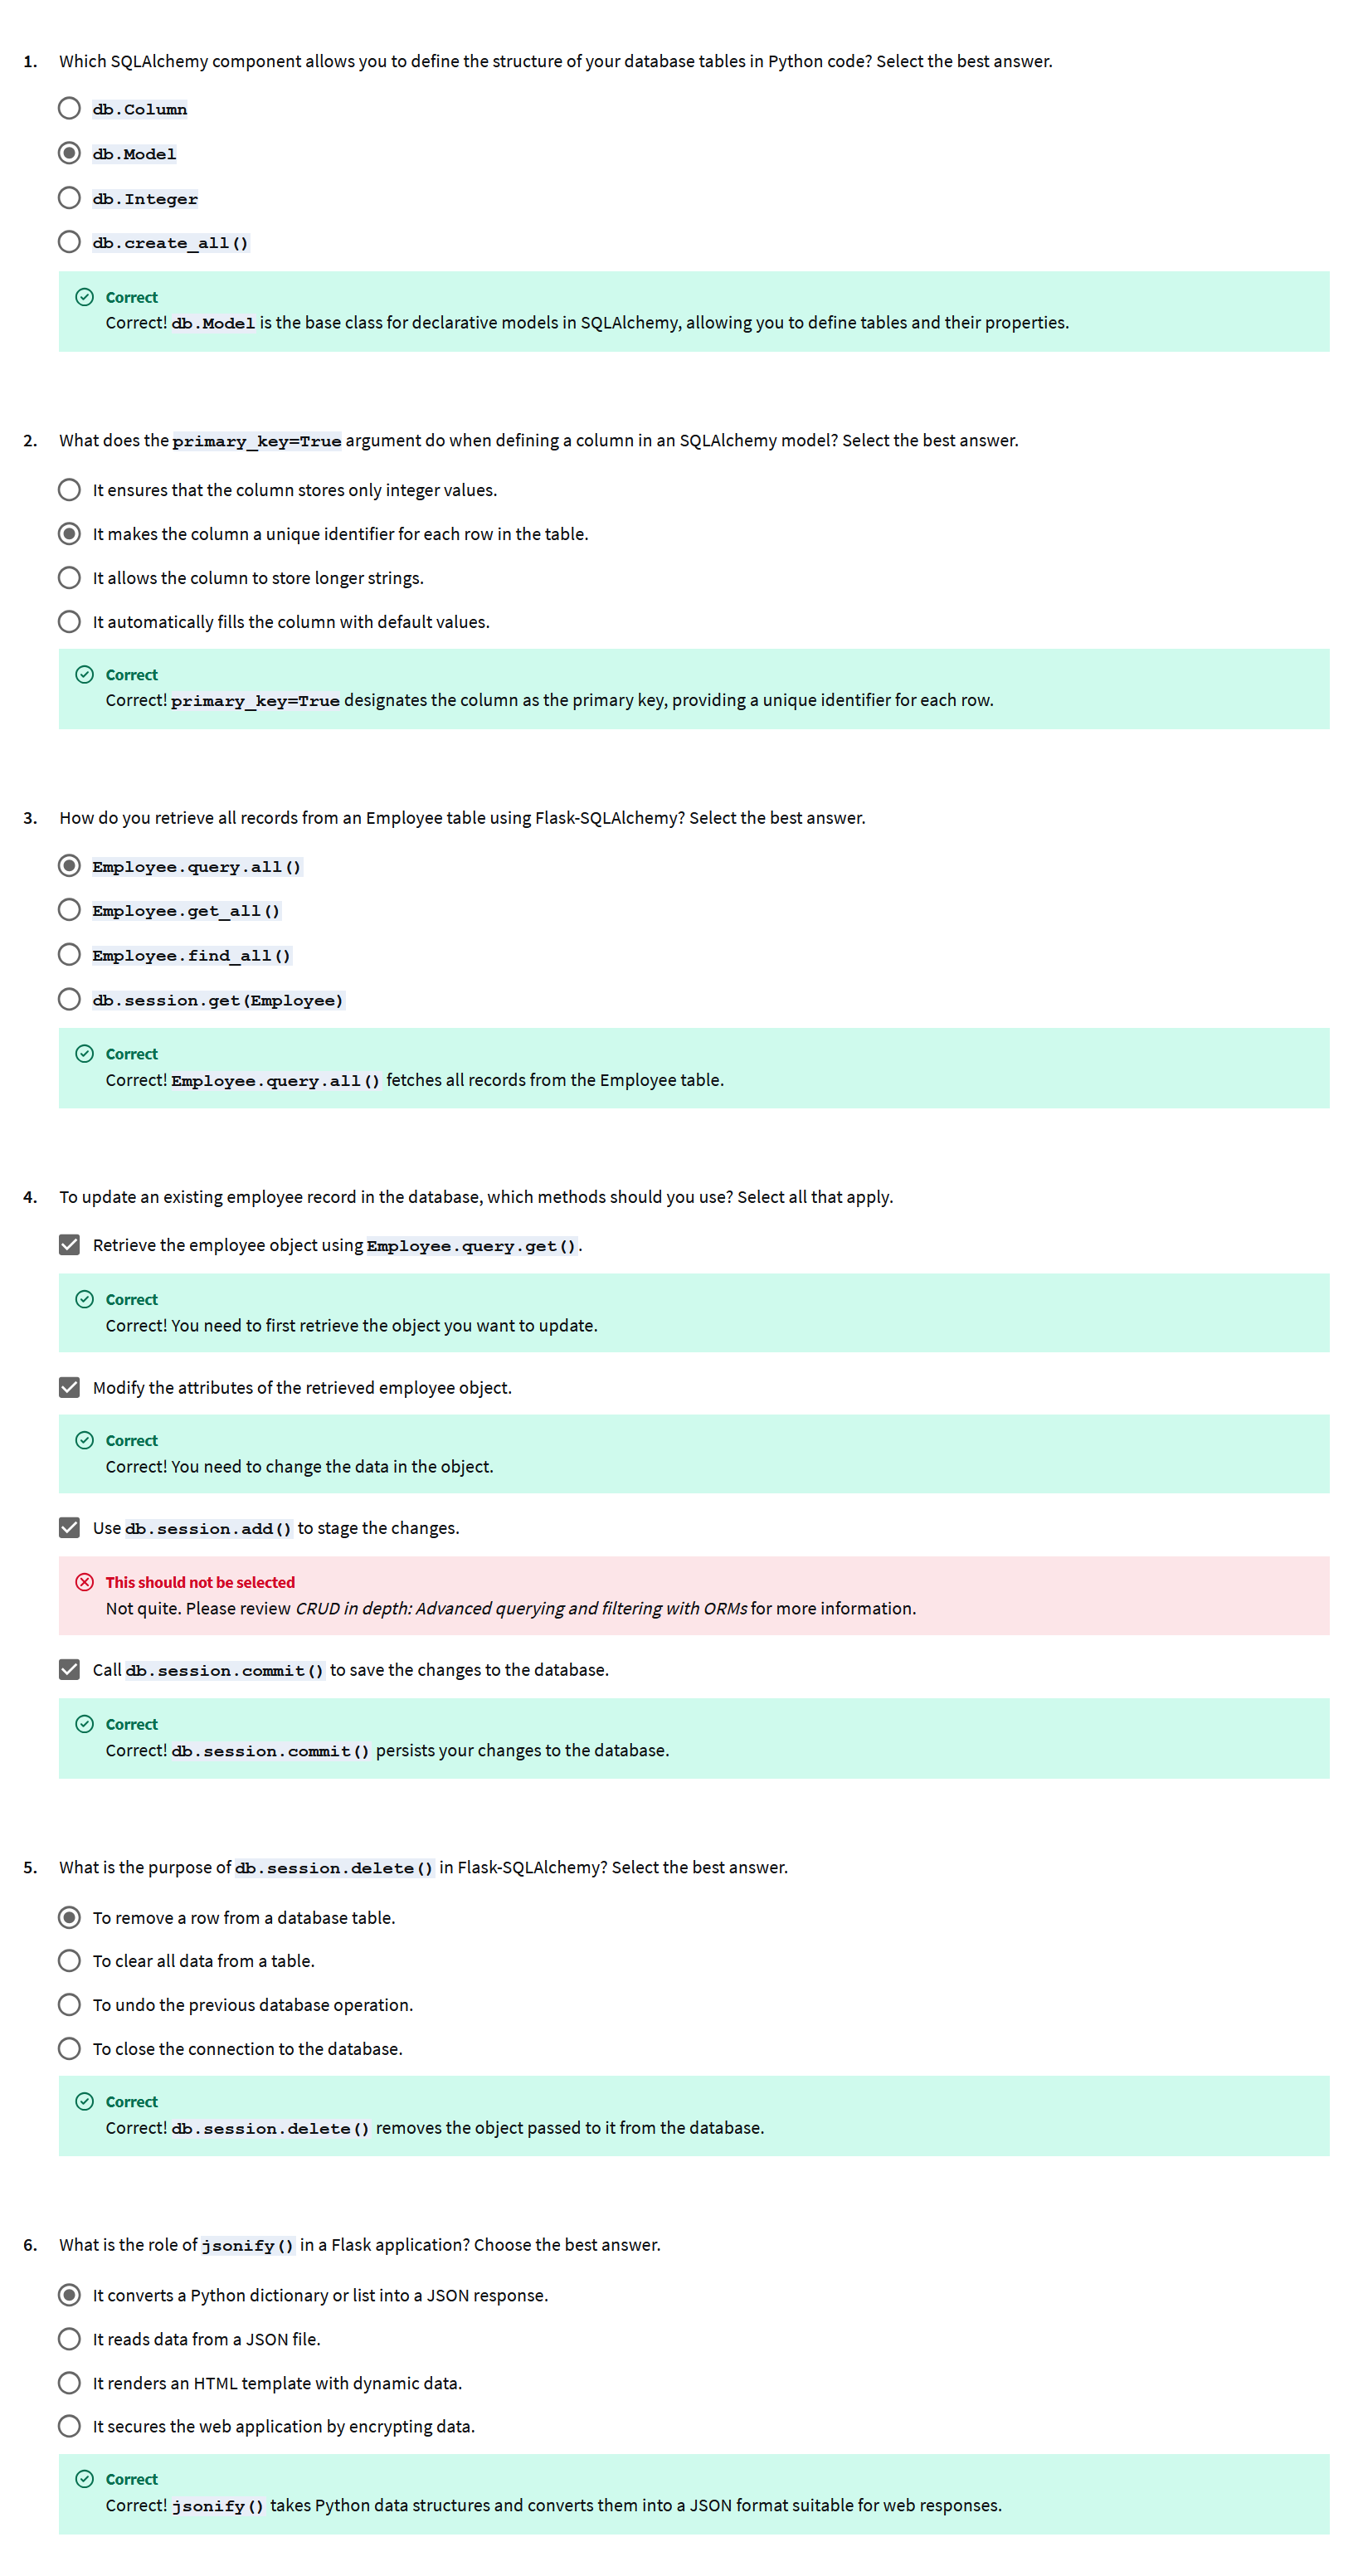 1. Which SQLAlchemy component allows you to define the structure of your database tables in Python code? Select the best answer.
db.Column
db.Model
db.Integer
db.create_all()
Correct
Correct! db.Model is the base class for declarative models in SQLAlchemy, allowing you to define tables and their properties.
2. What does the primary_key=True argument do when defining a column in an SQLAlchemy model? Select the best answer.
It ensures that the column stores only integer values.
It makes the column a unique identifier for each row in the table.
It allows the column to store longer strings.
It automatically fills the column with default values.
Correct
Correct! primary_key=True designates the column as the primary key, providing a unique identifier for each row.
3. How do you retrieve all records from an Employee table using Flask-SQLAlchemy? Select the best answer.
Employee.query.all()
Employee.get_all()
Employee.find_all()
db.session.get(Employee)
Correct
Correct! Employee.query.all() fetches all records from the Employee table.
4. To update an existing employee record in the database, which methods should you use? Select all that apply.
Retrieve the employee object using Employee.query.get().
Correct
Correct! You need to first retrieve the object you want to update.
Modify the attributes of the retrieved employee object.
Correct
Correct! You need to change the data in the object.
Use db.session.add() to stage the changes.
This should not be selected
Not quite. Please review CRUD in depth: Advanced querying and filtering with ORMs for more information.
Call db.session.commit() to save the changes to the database.
Correct
Correct! db.session.commit() persists your changes to the database.
5. What is the purpose of db.session.delete() in Flask-SQLAlchemy? Select the best answer.
To remove a row from a database table.
To clear all data from a table.
To undo the previous database operation.
To close the connection to the database.
Correct
Correct! db.session.delete() removes the object passed to it from the database.
6. What is the role of jsonify() in a Flask application? Choose the best answer.
It converts a Python dictionary or list into a JSON response.
It reads data from a JSON file.
It renders an HTML template with dynamic data.
It secures the web application by encrypting data.
Correct
Correct! jsonify() takes Python data structures and converts them into a JSON format suitable for web responses.